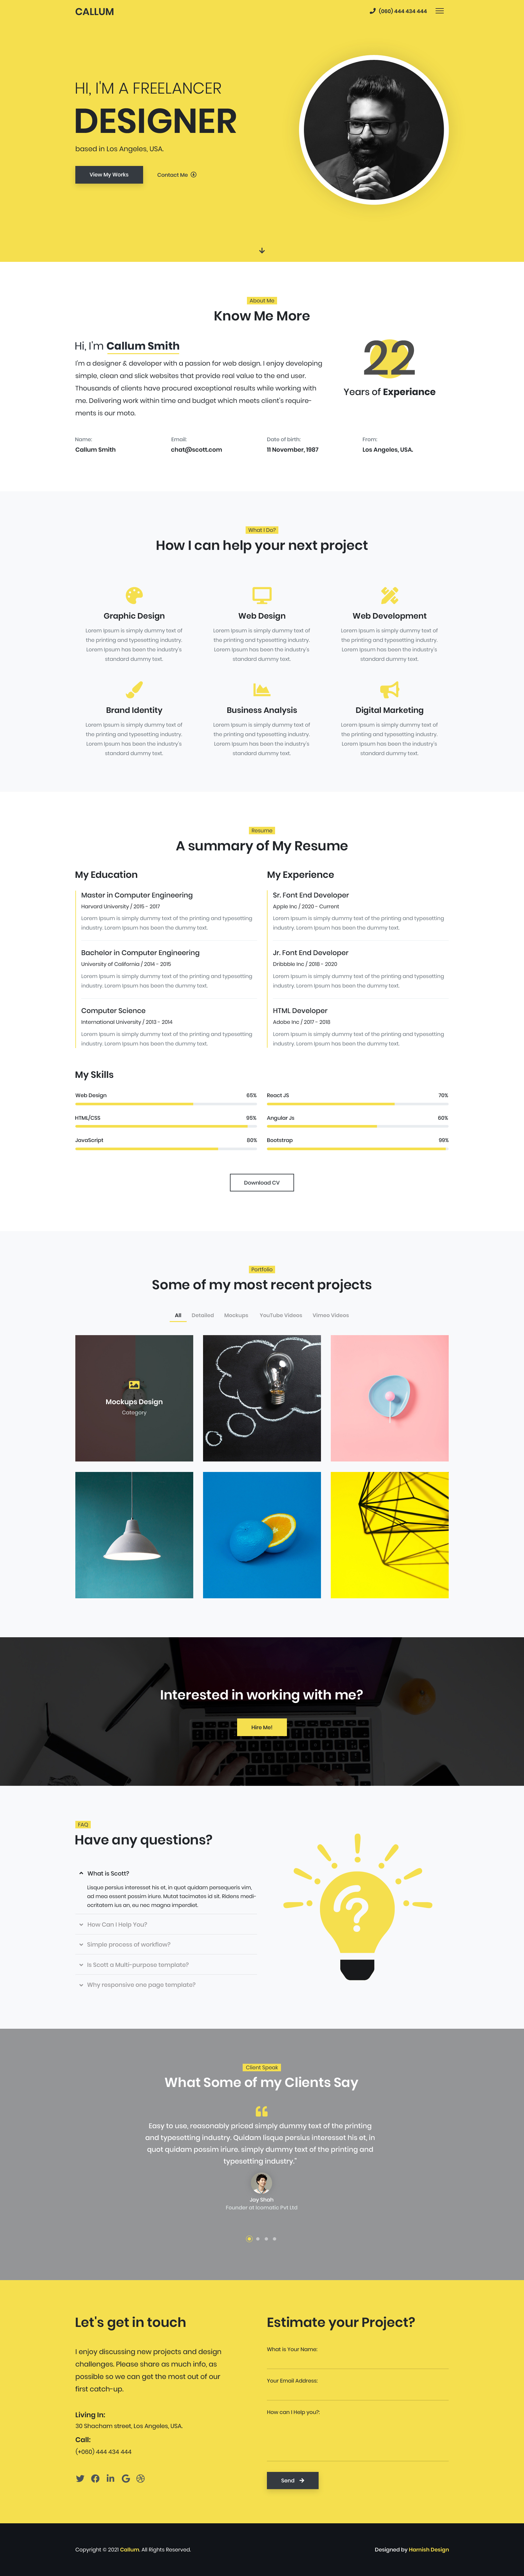 CALLUM
(060) 444 434 444
HI, I'M A FREELANCER
DESIGNER
based in Los Angeles, USA.
View My Works
Contact Me
About Me
Know Me More
Hi, I'm Callum Smith
I'm a designer & developer with a passion for web design. I enjoy developing
simple, clean and slick websites that provide real value to the end user.
Thousands of clients have procured exceptional results while working with
me. Delivering work within time and budget which meets client's require-
ments is our moto.
22
Years of Experiance
Name:
Callum Smith
Email:
chat@scott.com
Date of birth:
11 November, 1987
From:
Los Angeles, USA.
What I Do?
How I can help your next project
Graphic Design
Lorem Ipsum is simply dummy text of
the printing and typesetting industry.
Lorem Ipsum has been the industry's
standard dummy text.
Web Design
Lorem Ipsum is simply dummy text of
the printing and typesetting industry.
Lorem Ipsum has been the industry's
standard dummy text.
Web Development
Lorem Ipsum is simply dummy text of
the printing and typesetting industry.
Lorem Ipsum has been the industry's
standard dummy text.
Brand Identity
Lorem Ipsum is simply dummy text of
the printing and typesetting industry.
Lorem Ipsum has been the industry's
standard dummy text.
Business Analysis
Lorem Ipsum is simply dummy text of
the printing and typesetting industry.
Lorem Ipsum has been the industry's
standard dummy text.
Digital Marketing
Lorem Ipsum is simply dummy text of
the printing and typesetting industry.
Lorem Ipsum has been the industry's
standard dummy text.
Resume
A summary of My Resume
My Education
Master in Computer Engineering
Harvard University / 2015 - 2017
Lorem Ipsum is simply dummy text of the printing and typesetting
industry. Lorem Ipsum has been the dummy text.
Bachelor in Computer Engineering
University of California / 2014 - 2015
Lorem Ipsum is simply dummy text of the printing and typesetting
industry. Lorem Ipsum has been the dummy text.
Computer Science
International University / 2013 - 2014
Lorem Ipsum is simply dummy text of the printing and typesetting
industry. Lorem Ipsum has been the dummy text.
My Experience
Sr. Font End Developer
Apple Inc / 2020 - Current
Lorem Ipsum is simply dummy text of the printing and typesetting
industry. Lorem Ipsum has been the dummy text.
Jr. Font End Developer
Dribbble Inc / 2018 - 2020
Lorem Ipsum is simply dummy text of the printing and typesetting
industry. Lorem Ipsum has been the dummy text.
HTML Developer
Adobe Inc / 2017 - 2018
Lorem Ipsum is simply dummy text of the printing and typesetting
industry. Lorem Ipsum has been the dummy text.
My Skills
Web Design 65%
React JS 70%
HTML/CSS 95%
Angular Js 60%
JavaScript 80%
Bootstrap 99%
Download CV
Portfolio
Some of my most recent projects
All Detailed Mockups YouTube Videos Vimeo Videos
Mockups Design
Category
Interested in working with me?
Hire Me!
FAQ
Have any questions?
What is Scott?
Lisque persius interesset his et, in quot quidam persequeris vim,
ad mea essent possim iriure. Mutat tacimates id sit. Ridens medi-
ocritatem ius an, eu nec magna imperdiet.
How Can I Help You?
Simple process of workflow?
Is Scott a Multi-purpose template?
Why responsive one page template?
Client Speak
What Some of my Clients Say
Easy to use, reasonably priced simply dummy text of the printing
and typesetting industry. Quidam lisque persius interesset his et, in
quot quidam possim iriure. simply dummy text of the printing and
typesetting industry."
Jay Shah
Founder at Icomatic Pvt Ltd
Let's get in touch
I enjoy discussing new projects and design
challenges. Please share as much info, as
possible so we can get the most out of our
first catch-up.
Living In:
30 Shacham street, Los Angeles, USA.
Call:
(+060) 444 434 444
Estimate your Project?
What is Your Name:
Your Email Address:
How can I Help you?:
Send
Copyright © 2021 Callum. All Rights Reserved.
Designed by Hamish Design